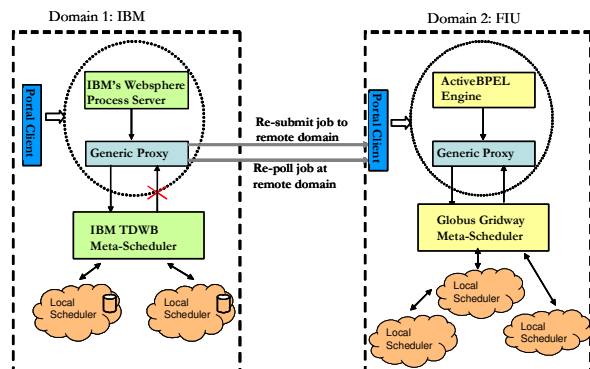 Domain 1: IBM
Domain 2: FIU
Portal Client
IBM's Websphere
Process Server
Generic Proxy
IBM TDWB
Meta-Scheduler
Local
Scheduler
Local
Scheduler
Re-submit job to
remote domain
Re-poll job at
remote domain
Portal Client
ActiveBPEL
Engine
Generic Proxy
Globus Gridway
Meta-Scheduler
Local
Scheduler
Local
Scheduler
Local
Scheduler